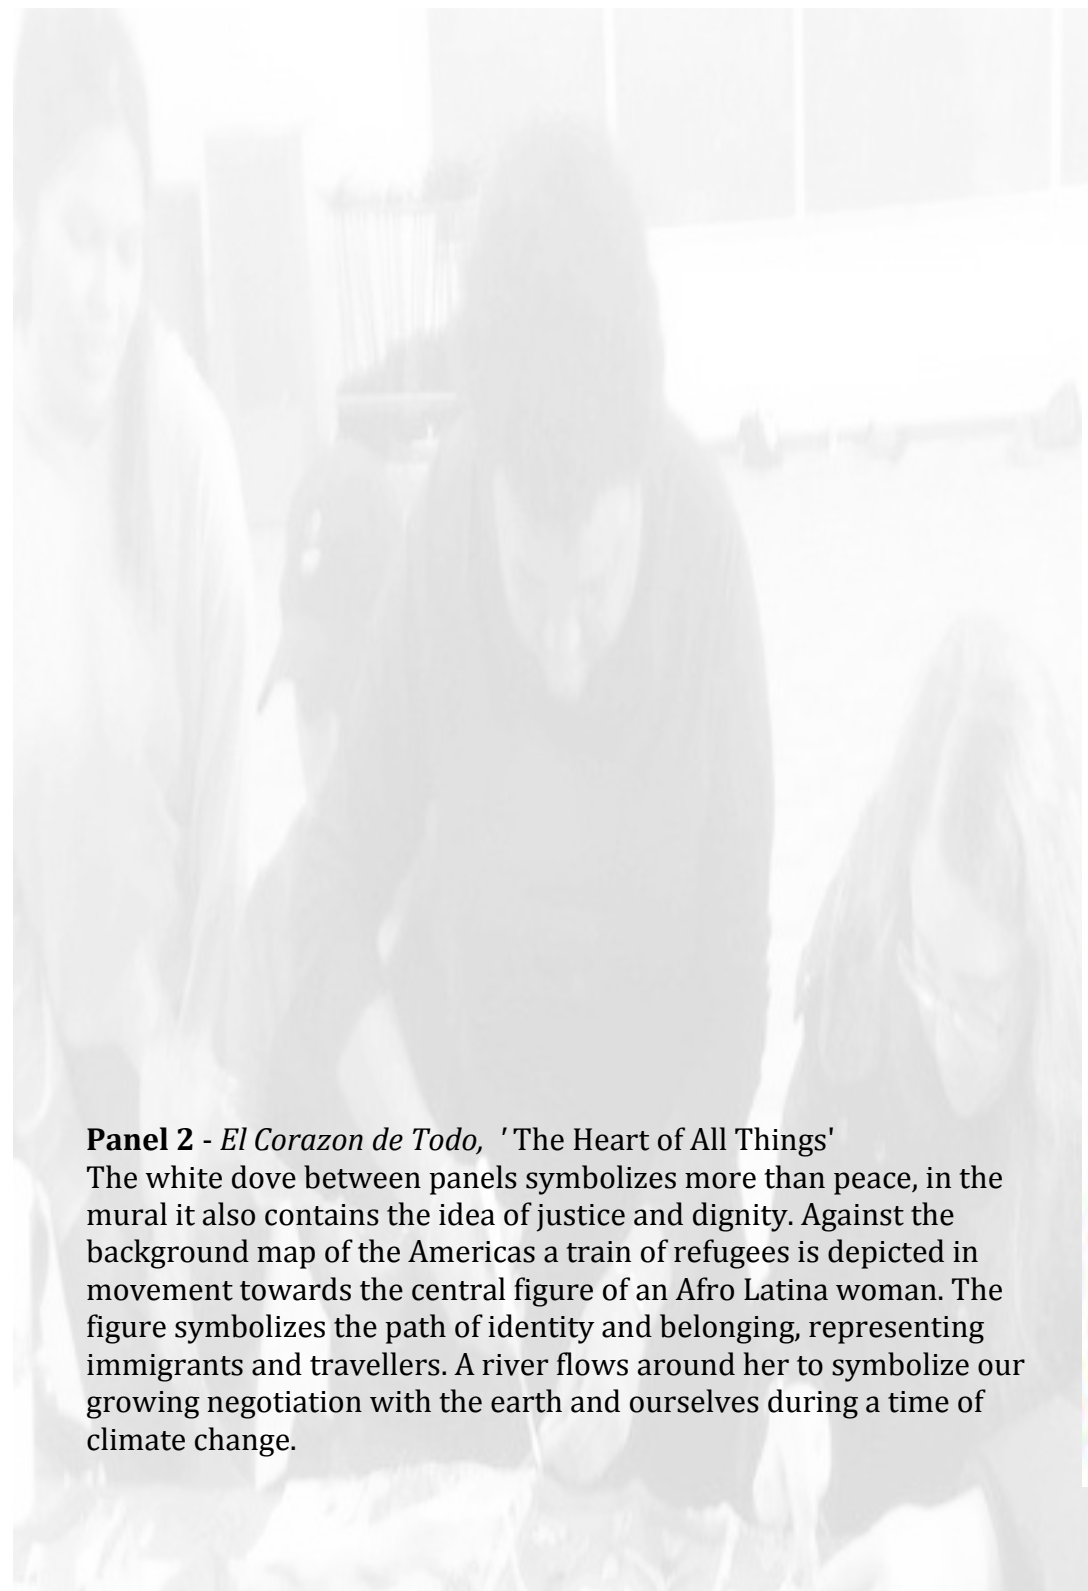 Panel 2 - El Corazon de Todo, 'The Heart of All Things'
The white dove between panels symbolizes more than peace, in the
mural it also contains the idea of justice and dignity. Against the
background map of the Americas a train of refugees is depicted in
movement towards the central figure of an Afro Latina woman. The
figure symbolizes the path of identity and belonging, representing
immigrants and travellers. A river flows around her to symbolize our
growing negotiation with the earth and ourselves during a time of
climate change.